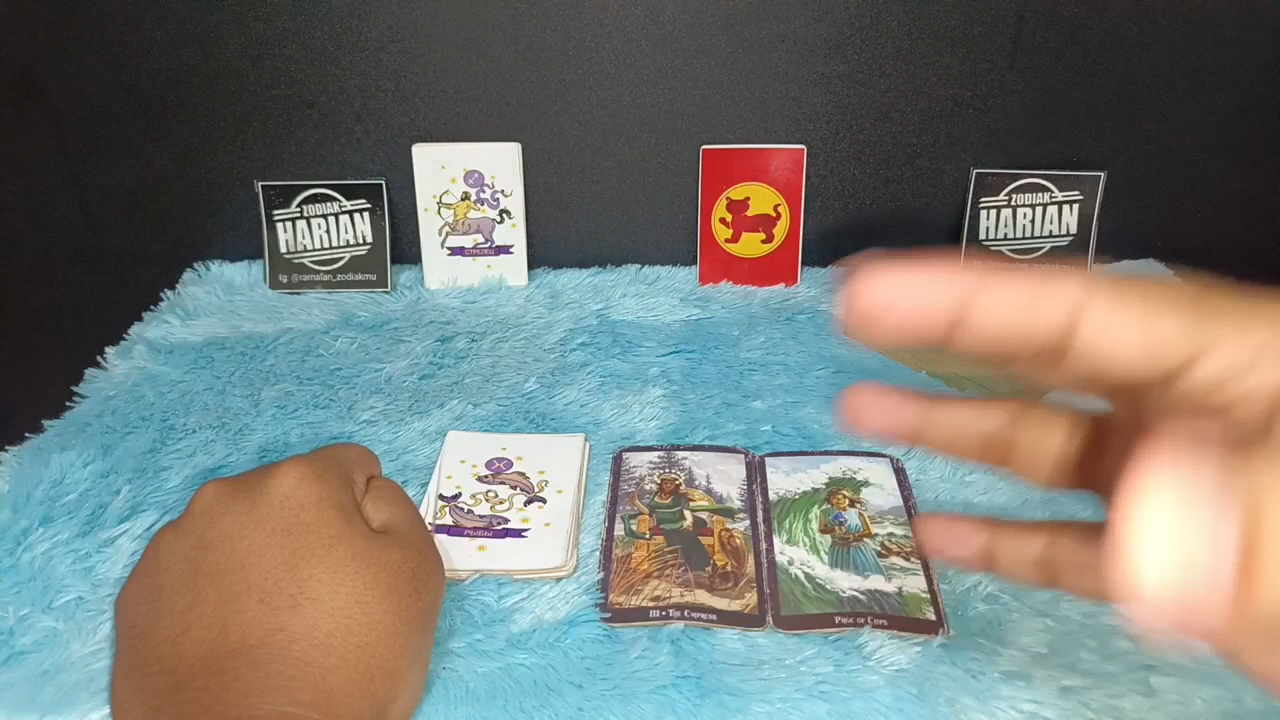 ZODIAK
HARIAN
Ig: @ramalan_zodiakmu
СТРЕЛЕЦ
ZODIAK
HARIAN
РЫБЫ
III • THE EMPRESS
PAGE OF CUPS